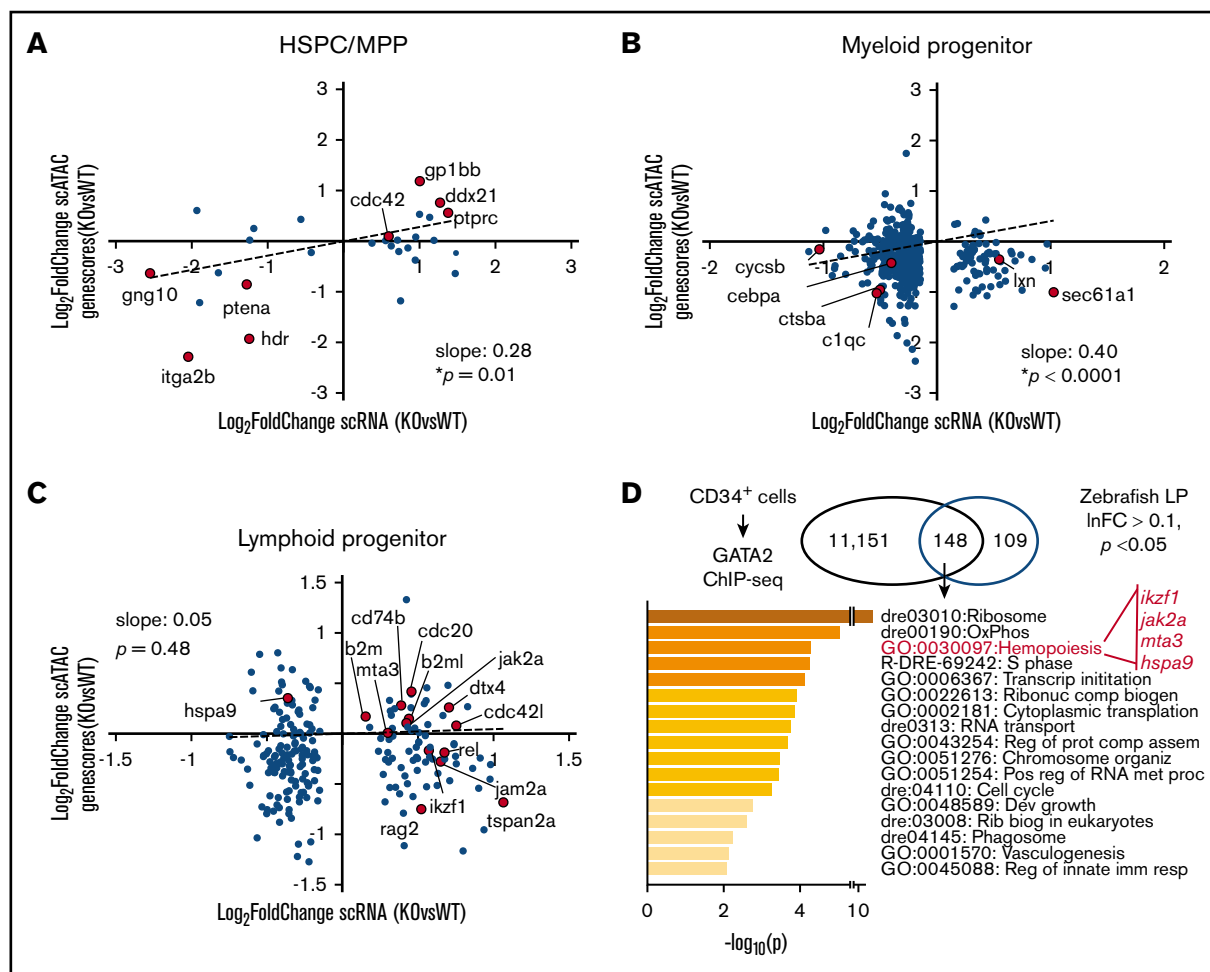 A
HSPC/MPP
Log2FoldChange scATAC
genescores(KOvsWT)
3
2
1
-1
-2
-3
-3
-2
-1
1
2
3
gp1bb
cdc42
ddx21
ptprc
gng10
ptena
hdr
itga2b
slope: 0.28
*p = 0.01
Log2FoldChange scRNA (KOvsWT)
B
Myeloid progenitor
Log2FoldChange scATAC
genescores(KOvsWT)
3
2
1
-1
-2
-3
-2
-1
1
2
cycsb
cebpa
ctsba
c1qc
lxn
sec61a1
slope: 0.40
*p < 0.0001
Log2FoldChange scRNA (KOvsWT)
C
Lymphoid progenitor
Log2FoldChange scATAC
genescores(KOvsWT)
1.5
1
-1
-1.5
-1.5
-1
1
1.5
slope: 0.05
p = 0.48
cd74b
cdc20
b2m
b2ml
mta3
jak2a
dtx4
hspa9
cdc42l
rel
jam2a
ikzf1
tspan2a
rag2
Log2FoldChange scRNA (KOvsWT)
D
CD34+ cells
GATA2
ChIP-seq
11,151
148
109
Zebrafish LP
lnFC > 0.1,
p <0.05
ikzf1
jak2a
mta3
hspa9
dre03010:Ribosome
dre00190:OxPhos
GO:0030097:Hemopoiesis
R-DRE-69242: S phase
GO:0006367: Transcrip inititation
GO:0022613: Ribonuc comp biogen
GO:0002181: Cytoplasmic transplation
dre0313: RNA transport
GO:0043254: Reg of prot comp assem
GO:0051276: Chromosome organiz
GO:0051254: Pos reg of RNA met proc
dre:04110: Cell cycle
GO:0048589: Dev growth
dre:03008: Rib biog in eukaryotes
dre04145: Phagosome
GO:0001570: Vasculogenesis
GO:0045088: Reg of innate imm resp
0
2
4
10
-log10(p)